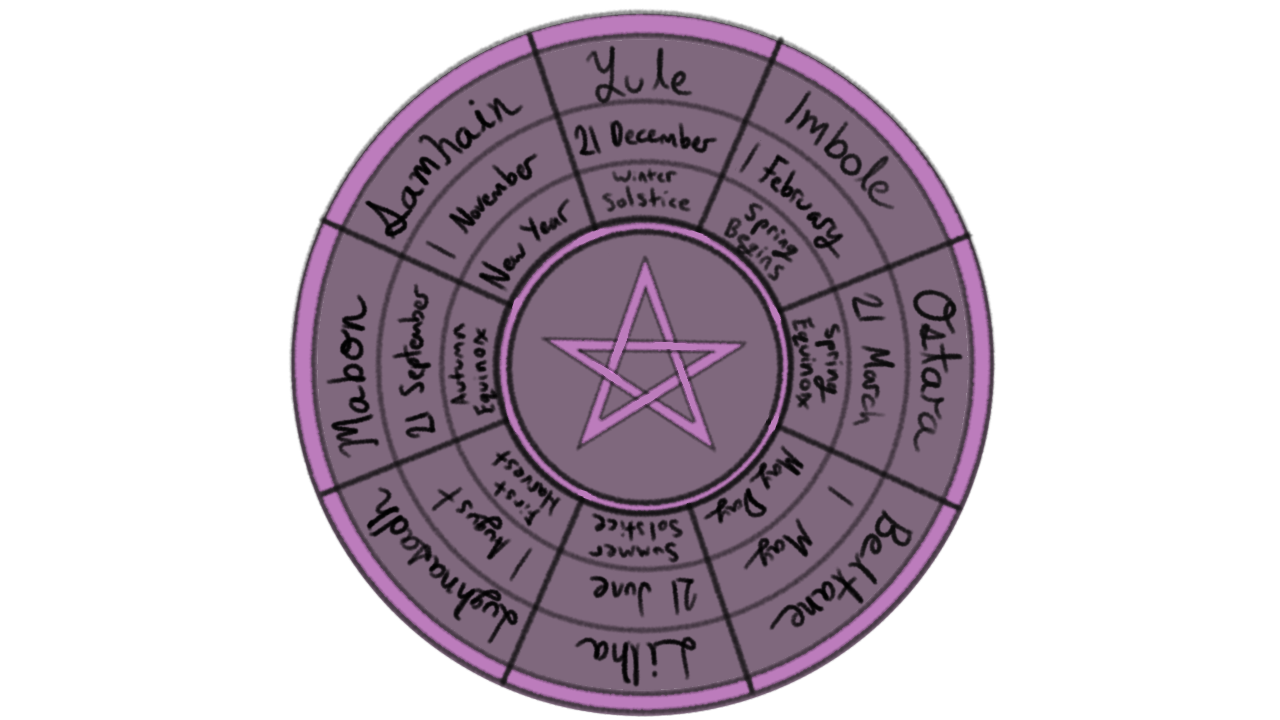 Yule
21 December
Winter
Solstice
Imbole
1 February
Spring
Begins
Ostara
21 March
Spring
Equinox
Beltane
1 May
May Day
Litha
21 June
Summer
Solstice
Lughnasadh
1 August
First
Harvest
Mabon
21 September
Autumn
Equinox
Samhain
1 November
New Year